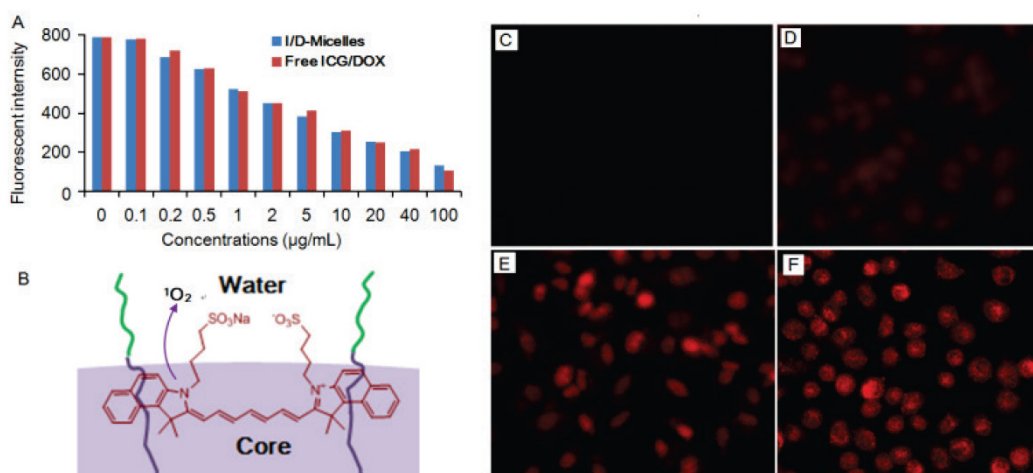 A
800
600
400
200
0
Fluorescent internsity
I/D-Micelles
Free ICG/DOX
0 0.1 0.2 0.5 1 2 5 10 20 40 100
Concentrations (µg/mL)
B
¹O₂
Water
SO₃Na
⁻O₃S
N
N⁺
Core
C
D
E
F